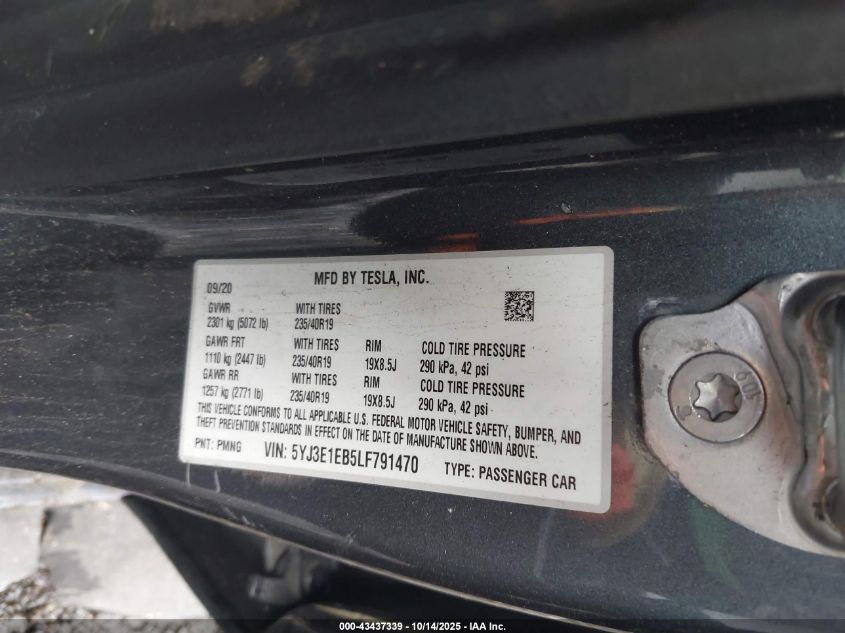 09/20 MFD BY TESLA, INC.
GVWR WITH TIRES
2301 kg (5072 lb) 235/40R19
GAWR FRT WITH TIRES RIM COLD TIRE PRESSURE
1110 kg (2447 lb) 235/40R19 19X8.5J 290 kPa, 42 psi
GAWR RR WITH TIRES RIM COLD TIRE PRESSURE
1257 kg (2771 lb) 235/40R19 19X8.5J 290 kPa, 42 psi
THIS VEHICLE CONFORMS TO ALL APPLICABLE U.S. FEDERAL MOTOR VEHICLE SAFETY, BUMPER, AND
THEFT PREVENTION STANDARDS IN EFFECT ON THE DATE OF MANUFACTURE SHOWN ABOVE.
PNT: PMNG VIN: 5YJ3E1EB5LF791470 TYPE: PASSENGER CAR
000-43437339 - 10/14/2025 - IAA Inc.